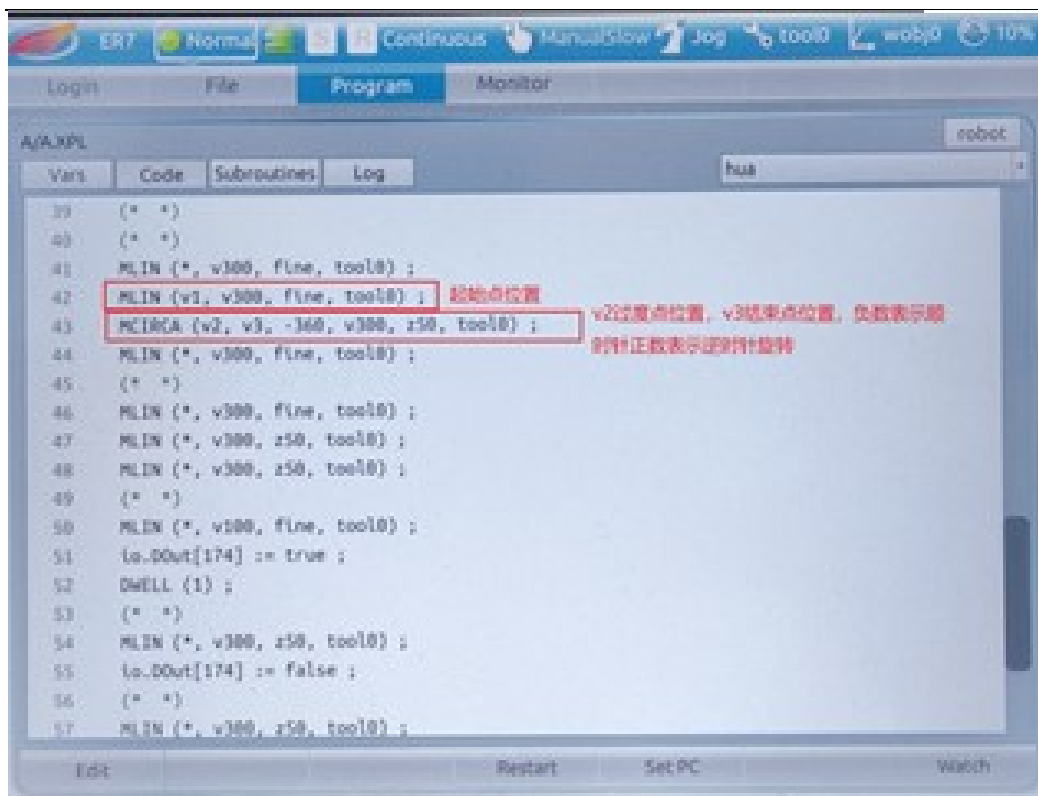 ER7 Normal S R Continuous ManualSlow Jog tool0 wobj0 10%
Login File Program Monitor
A/A.XPL robot
Vars Code Subroutines Log hua
39 (* *)
40 (* *)
41 MLIN (*, v300, fine, tool0) ;
42 MLIN (v1, v300, fine, tool0) ; 起始点位置
43 MCIRCA (v2, v3, -360, v300, z50, tool0) ; v2过度点位置，v3结束点位置，负数表示顺
时针正数表示逆时针旋转
44 MLIN (*, v300, fine, tool0) ;
45 (* *)
46 MLIN (*, v300, fine, tool0) ;
47 MLIN (*, v300, z50, tool0) ;
48 MLIN (*, v300, z50, tool0) ;
49 (* *)
50 MLIN (*, v100, fine, tool0) ;
51 io.DOut[174] := true ;
52 DWELL (1) ;
53 (* *)
54 MLIN (*, v300, z50, tool0) ;
55 io.DOut[174] := false ;
56 (* *)
57 MLIN (*, v300, z50, tool0) ;
Edit Restart Set PC Watch